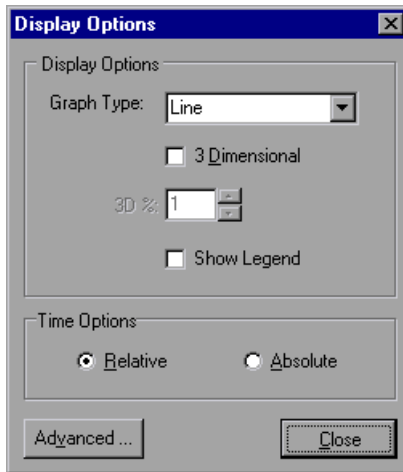 Display Options
Display Options
Graph Type: Line
3 Dimensional
3D %: 1
Show Legend
Time Options
Relative Absolute
Advanced ... Close